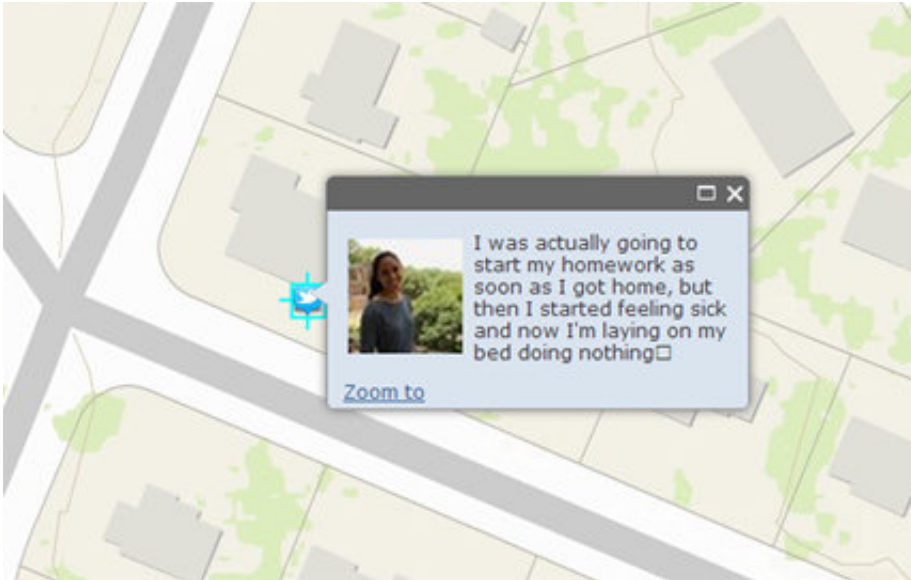 I was actually going to
start my homework as
soon as I got home, but
then I started feeling sick
and now I'm laying on my
bed doing nothing□
Zoom to